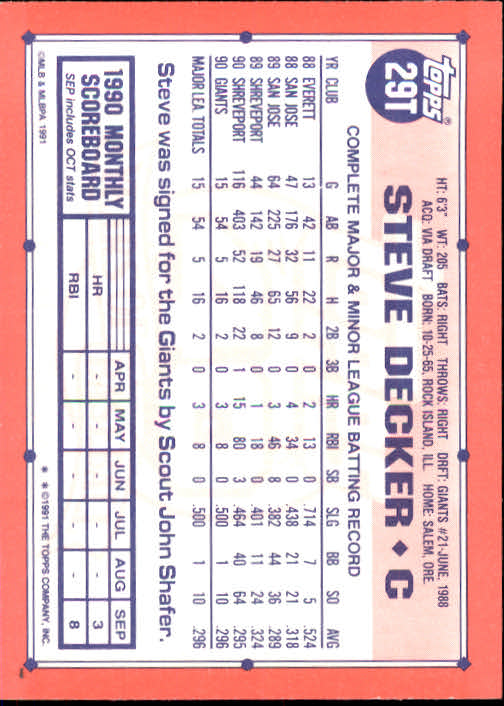 TOPPS®
29T
HT: 6'3" WT: 205 BATS: RIGHT THROWS: RIGHT DRFT: GIANTS #21-JUNE, 1988
ACQ: VIA DRAFT BORN: 10-25-65, ROCK ISLAND, ILL HOME: SALEM, ORE.
STEVE DECKER ♦ C
COMPLETE MAJOR & MINOR LEAGUE BATTING RECORD
YR CLUB G AB R H 2B 3B HR RBI SB SLG BB SO AVG
88 EVERETT 13 42 11 22 2 0 2 13 0 .714 7 5 .524
88 SAN JOSE 47 176 32 56 9 0 4 34 0 .438 21 21 .318
89 SAN JOSE 64 225 27 65 12 0 3 46 8 .382 44 36 .289
89 SHREVEPORT 44 142 19 46 8 0 1 18 0 .401 11 24 .324
90 SHREVEPORT 116 403 52 118 22 1 15 80 3 .464 40 64 .295
90 GIANTS 15 54 5 16 2 0 3 8 0 .500 1 10 .296
MAJOR LEA. TOTALS 15 54 5 16 2 0 3 8 0 .500 1 10 .296
Steve was signed for the Giants by Scout John Shafer.
1990 MONTHLY
SCOREBOARD
SEP includes OCT stats
APR MAY JUN JUL AUG SEP
HR - - - - - 3
RBI - - - - - 8
©MLB & MLBPA 1991
* * ©1991 THE TOPPS COMPANY, INC.